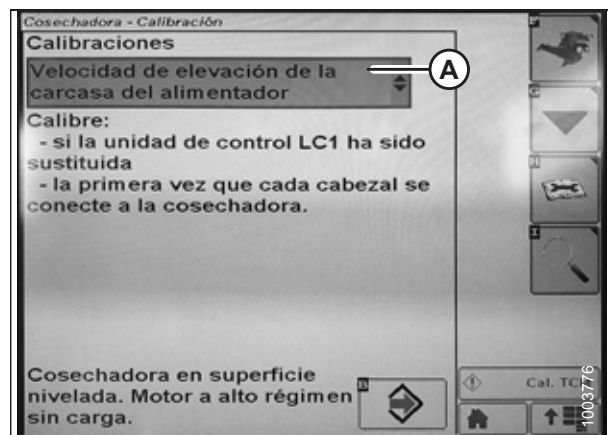 Cosechadora - Calibración
Calibraciones
Velocidad de elevación de la
carcasa del alimentador
A
Calibre:
- si la unidad de control LC1 ha sido
sustituida
- la primera vez que cada cabezal se
conecte a la cosechadora.
Cosechadora en superficie
nivelada. Motor a alto régimen
sin carga.
B
F
G
H
I
Cal.
1003776